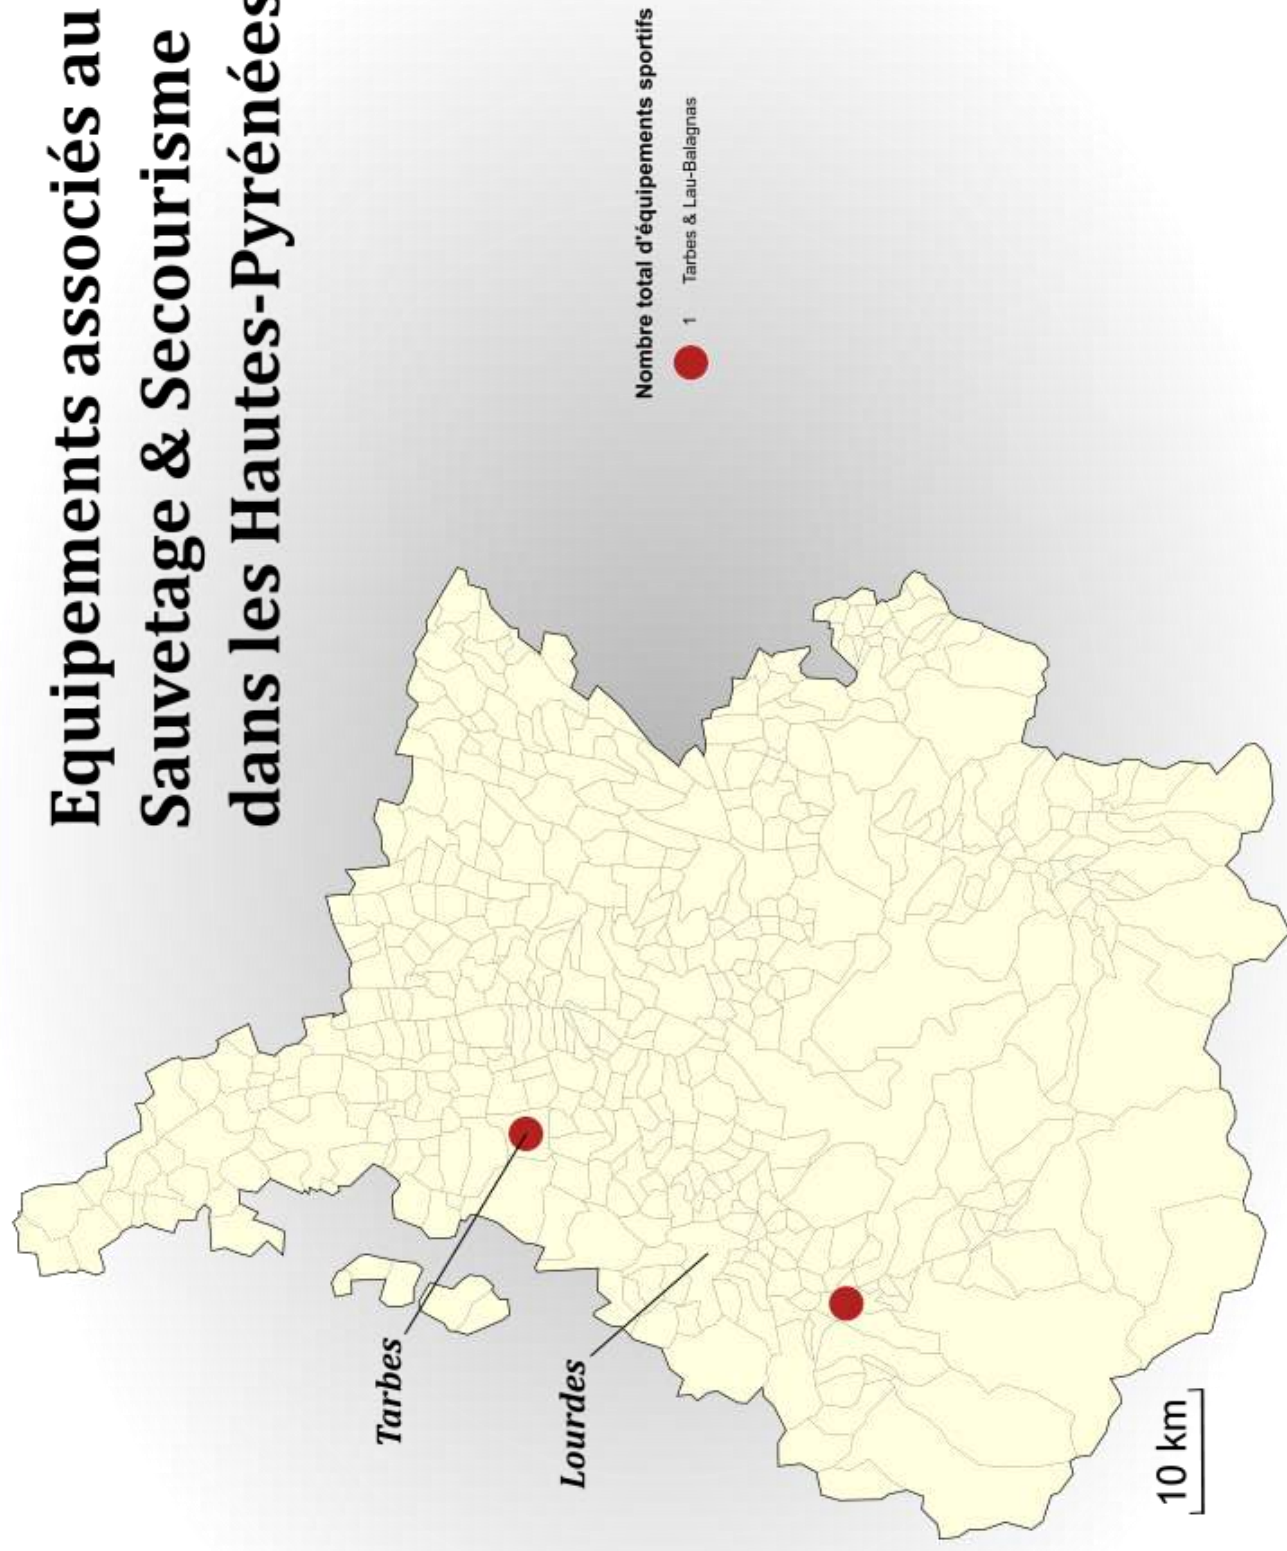 Equipements associés au
Sauvetage & Secourisme
dans les Hautes-Pyrénées
Nombre total d'équipements sportifs
1 Tarbes & Lau-Balagnas
Tarbes
Lourdes
10 km